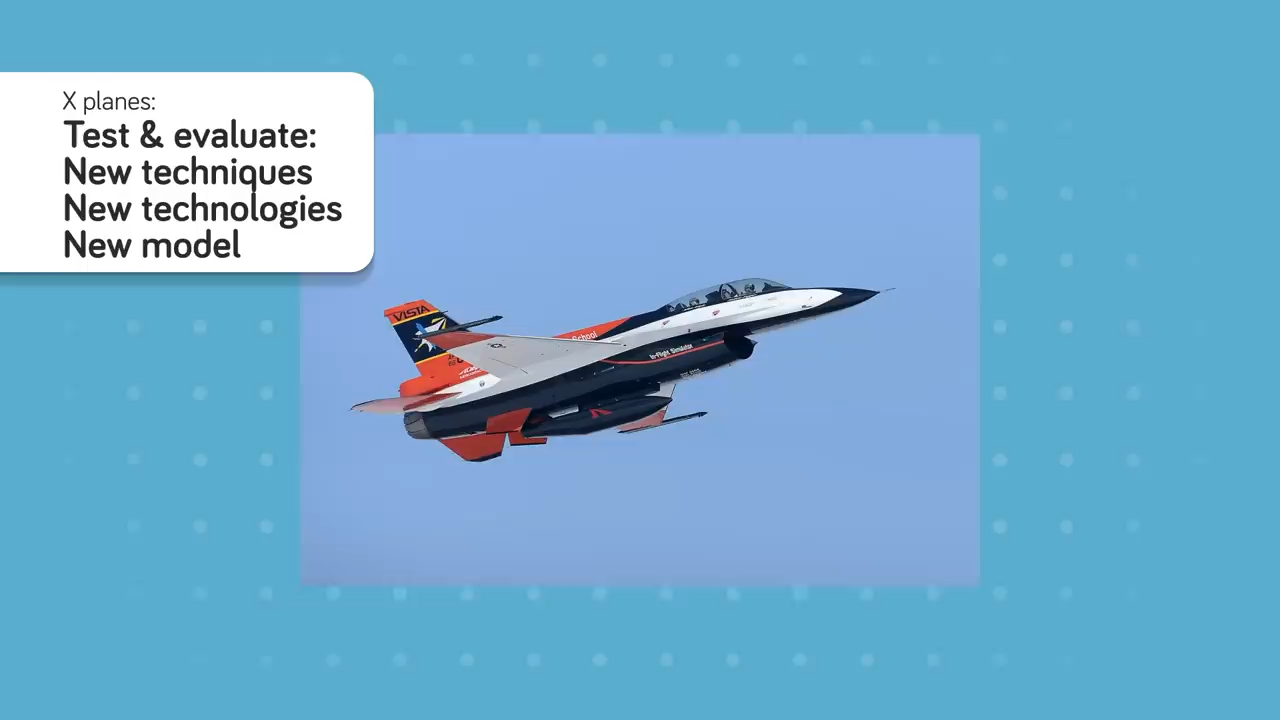 X planes:
Test & evaluate:
New techniques
New technologies
New model
VISTA
School
In-Flight Simulator